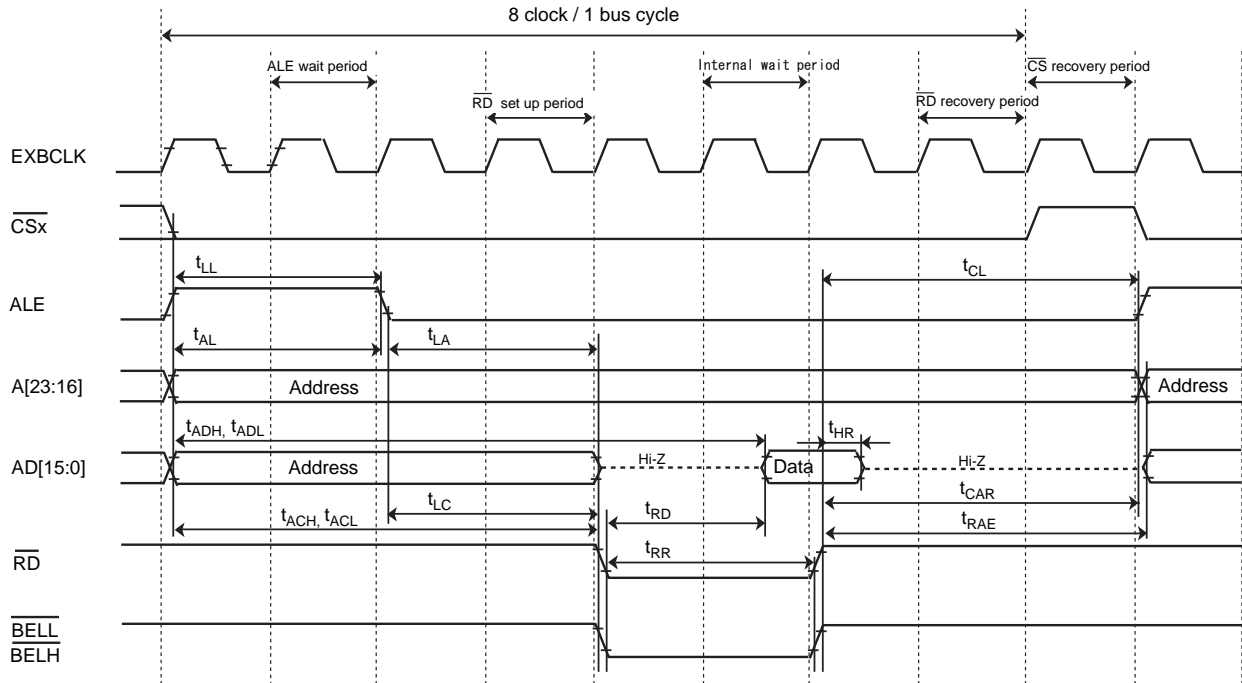 8 clock / 1 bus cycle
ALE wait period
Internal wait period
CS recovery period
RD set up period
RD recovery period
EXBCLK
CSx
tLL
tCL
ALE
tAL
tLA
A[23:16]
Address
Address
tADH, tADL
tHR
AD[15:0]
Address
Hi-Z
Data
Hi-Z
tLC
tRD
tCAR
tACH, tACL
tRAE
tRR
RD
BELL
BELH